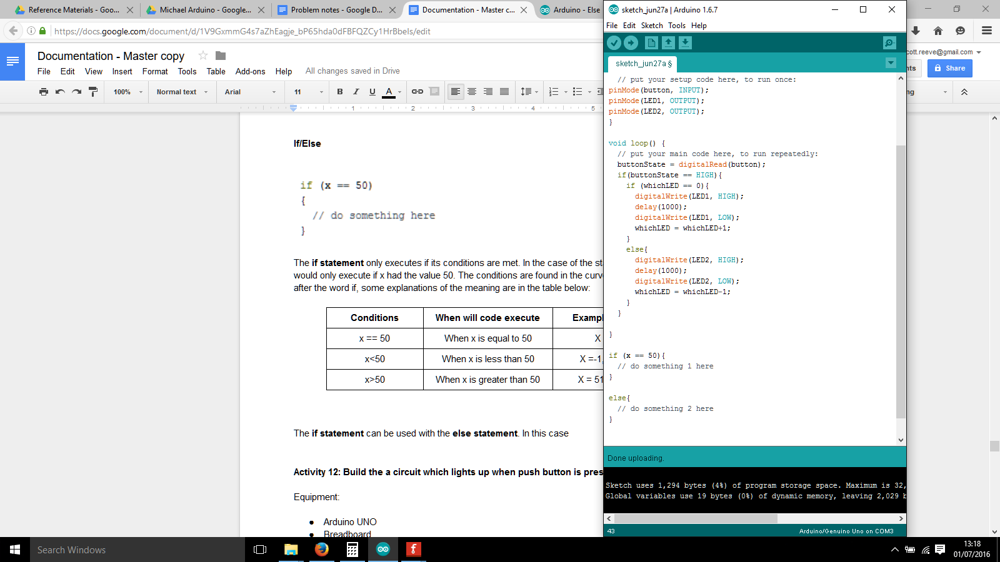 Reference Materials - Goo...
Michael Arduino - Google...
Problem notes - Google D...
Documentation - Master c...
Arduino - Else
https://docs.google.com/document/d/1V9GxmmG4s7aZhEagje_bP65hda0dFBFQZCy1HrBbeIs/edit
Documentation - Master copy
cott.reeve@gmail.com
File Edit View Insert Format Tools Table Add-ons Help All changes saved in Drive
nts
Share
100% Normal text Arial 11 B I U A
ng
1 2 3 4 5
If/Else
if (x == 50)
{
// do something here
}
The if statement only executes if its conditions are met. In the case of the st
would only execute if x had the value 50. The conditions are found in the curv
after the word if, some explanations of the meaning are in the table below:
Conditions When will code execute Exampl
x == 50 When x is equal to 50 X
x<50 When x is less than 50 X =-1,
x>50 When x is greater than 50 X = 51
The if statement can be used with the else statement. In this case
Activity 12: Build the a circuit which lights up when push button is pres
Equipment:
● Arduino UNO
● Breadboard
sketch_jun27a | Arduino 1.6.7
File Edit Sketch Tools Help
sketch_jun27a §
// put your setup code here, to run once:
pinMode(button, INPUT);
pinMode(LED1, OUTPUT);
pinMode(LED2, OUTPUT);
}
void loop() {
// put your main code here, to run repeatedly:
buttonState = digitalRead(button);
if(buttonState == HIGH){
if (whichLED == 0){
digitalWrite(LED1, HIGH);
delay(1000);
digitalWrite(LED1, LOW);
whichLED = whichLED+1;
}
else{
digitalWrite(LED2, HIGH);
delay(1000);
digitalWrite(LED2, LOW);
whichLED = whichLED-1;
}
}
}
if (x == 50){
// do something 1 here
}
else{
// do something 2 here
}
Done uploading.
Sketch uses 1,294 bytes (4%) of program storage space. Maximum is 32,
Global variables use 19 bytes (0%) of dynamic memory, leaving 2,029 b
43
Arduino/Genuino Uno on COM3
Search Windows
13:18
01/07/2016